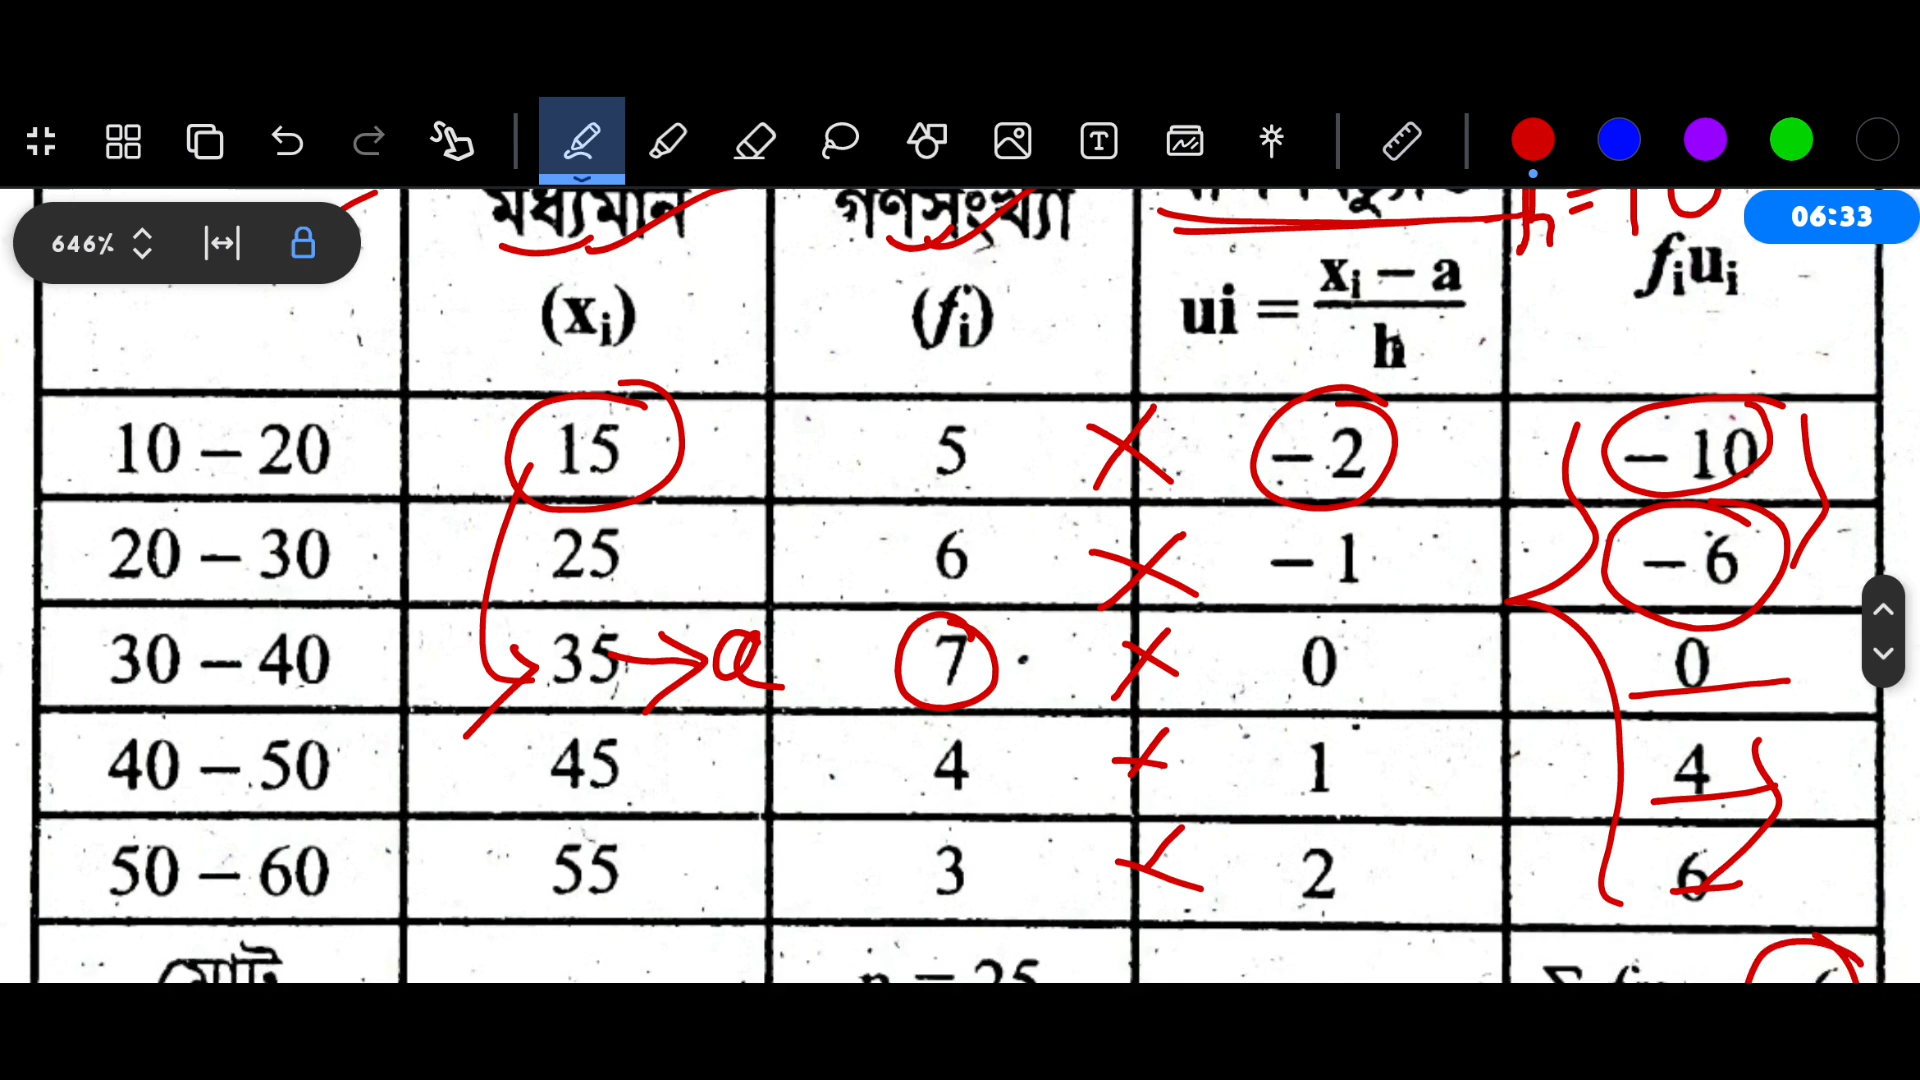 646%
06:33
মধ্যমান গণসংখ্যা h = 10
(xᵢ) (fᵢ) ui = xᵢ – a / h fᵢuᵢ
10 – 20 15 5 × – 2 – 10
20 – 30 25 6 × – 1 – 6
30 – 40 35 → a 7 × 0 0
40 – 50 45 4 × 1 4
50 – 60 55 3 × 2 6
মোট n = 25